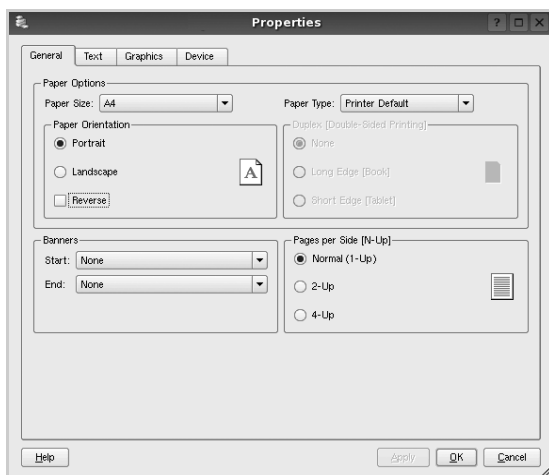 Properties
General Text Graphics Device
Paper Options
Paper Size: A4 Paper Type: Printer Default
Paper Orientation
Portrait
Landscape
Reverse
A
Duplex [Double-Sided Printing]
None
Long Edge [Book]
Short Edge [Tablet]
Banners
Start: None
End: None
Pages per Side [N-Up]
Normal (1-Up)
2-Up
4-Up
Help Apply OK Cancel